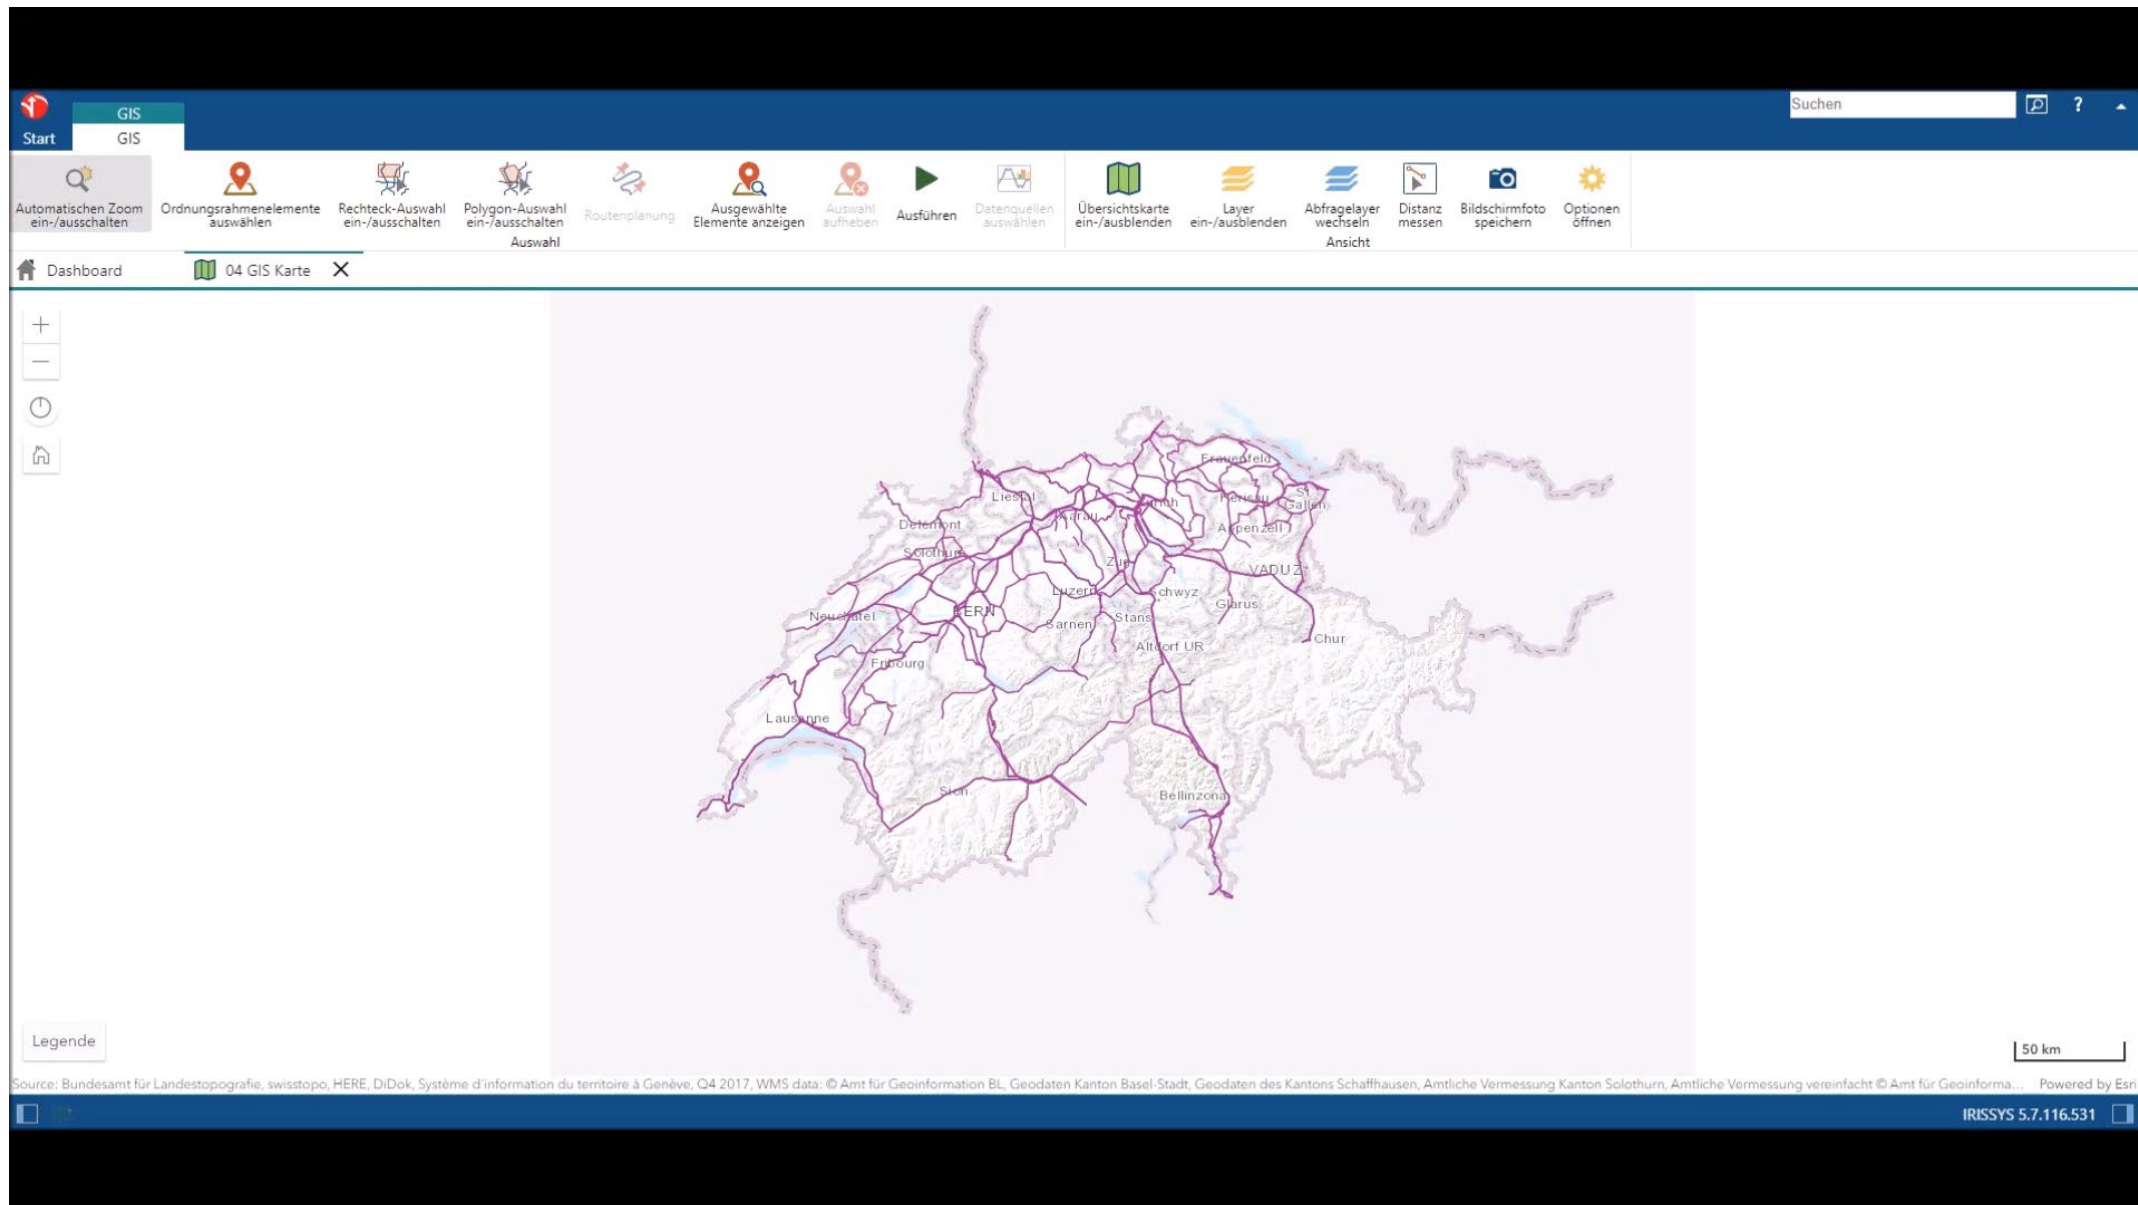 GIS
Suchen
?
Start
GIS
Automatischen Zoom
ein-/ausschalten
Ordnungsrahmenelemente
auswählen
Rechteck-Auswahl
ein-/ausschalten
Polygon-Auswahl
ein-/ausschalten
Routenplanung
Ausgewählte
Elemente anzeigen
Auswahl
aufheben
Ausführen
Datenquellen
auswählen
Übersichtskarte
ein-/ausblenden
Layer
ein-/ausblenden
Abfragelayer
wechseln
Distanz
messen
Bildschirmfoto
speichern
Optionen
öffnen
Auswahl
Ansicht
Dashboard
04 GIS Karte
Frauenfeld
Liestal
Herisau
St.
Gallen
Zürich
Aarau
Delémont
Appenzell
Solothurn
Zug
VADUZ
Luzern
Schwyz
Glarus
Neuchâtel
BERN
Sarnen
Stans
Chur
Altdorf UR
Fribourg
Lausanne
Sion
Bellinzona
Legende
50 km
Source: Bundesamt für Landestopografie, swisstopo, HERE, DiDok, Système d'information du territoire à Genève, Q4 2017, WMS data: © Amt für Geoinformation BL, Geodaten Kanton Basel-Stadt, Geodaten des Kantons Schaffhausen, Amtliche Vermessung Kanton Solothurn, Amtliche Vermessung vereinfacht © Amt für Geoinforma... Powered by Esri
IRISSYS 5.7.116.531